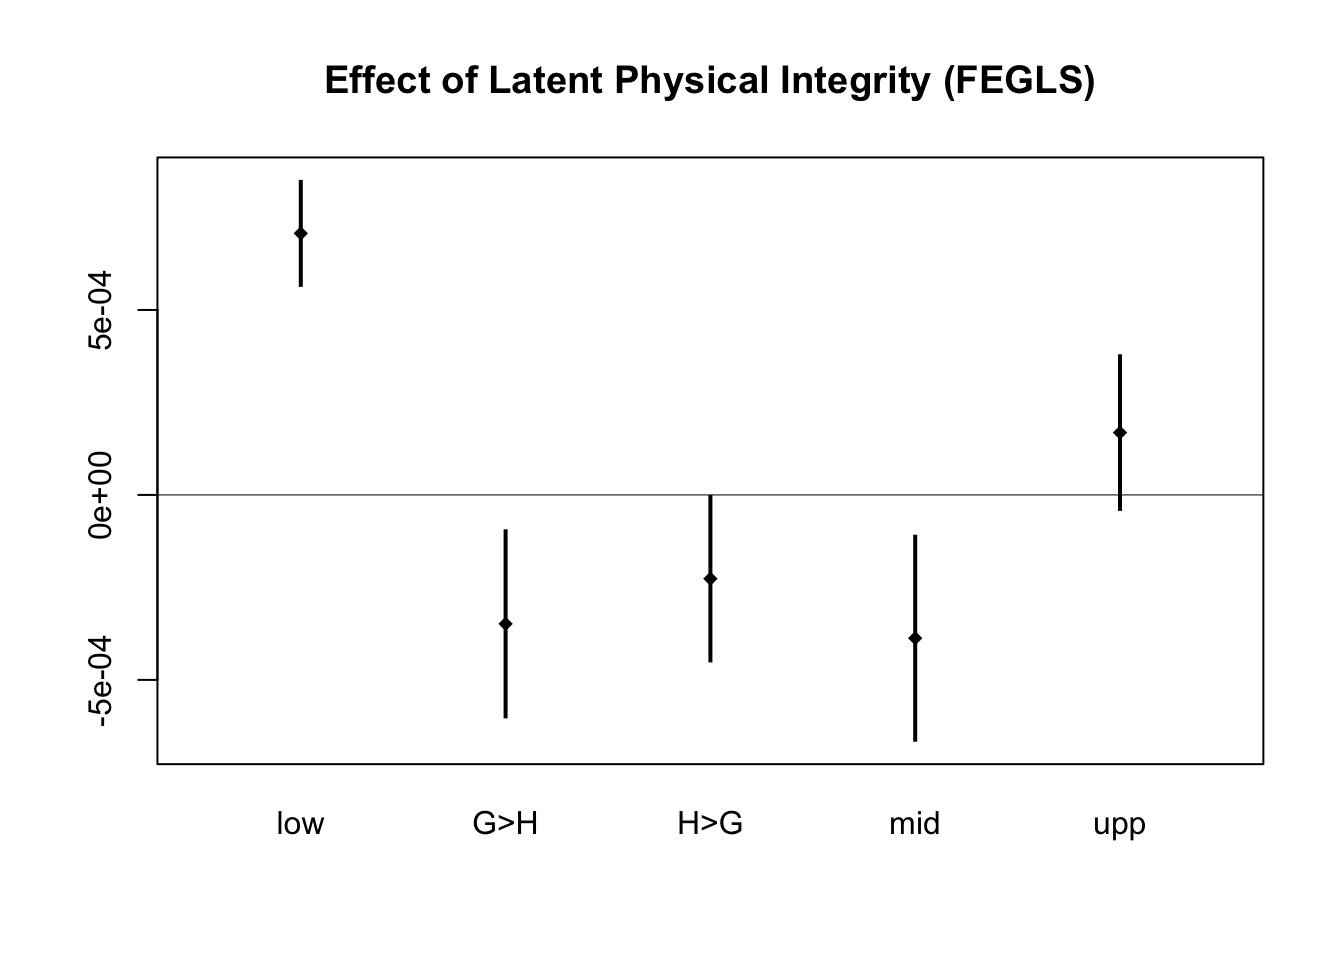 Effect of Latent Physical Integrity (FEGLS)
5e-04
0e+00
-5e-04
low G>H H>G mid upp